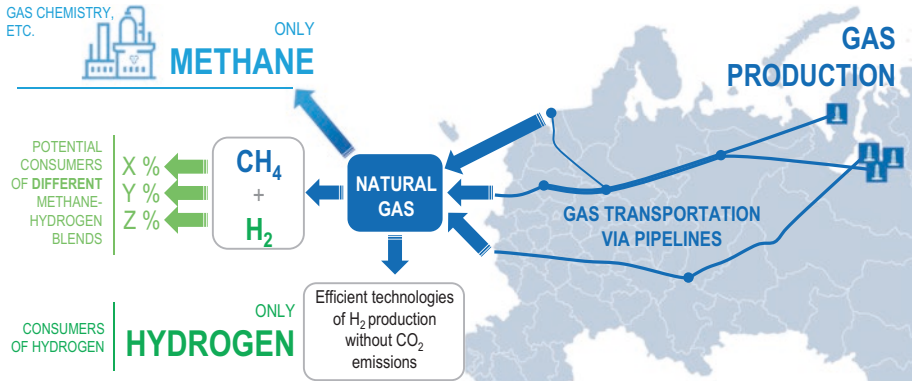 GAS CHEMISTRY,
ETC.
ONLY
METHANE
GAS
PRODUCTION
POTENTIAL
CONSUMERS
OF DIFFERENT
METHANE-
HYDROGEN
BLENDS
X %
Y %
Z %
CH₄
+
H₂
NATURAL
GAS
GAS TRANSPORTATION
VIA PIPELINES
CONSUMERS
OF HYDROGEN
ONLY
HYDROGEN
Efficient technologies
of H₂ production
without CO₂
emissions